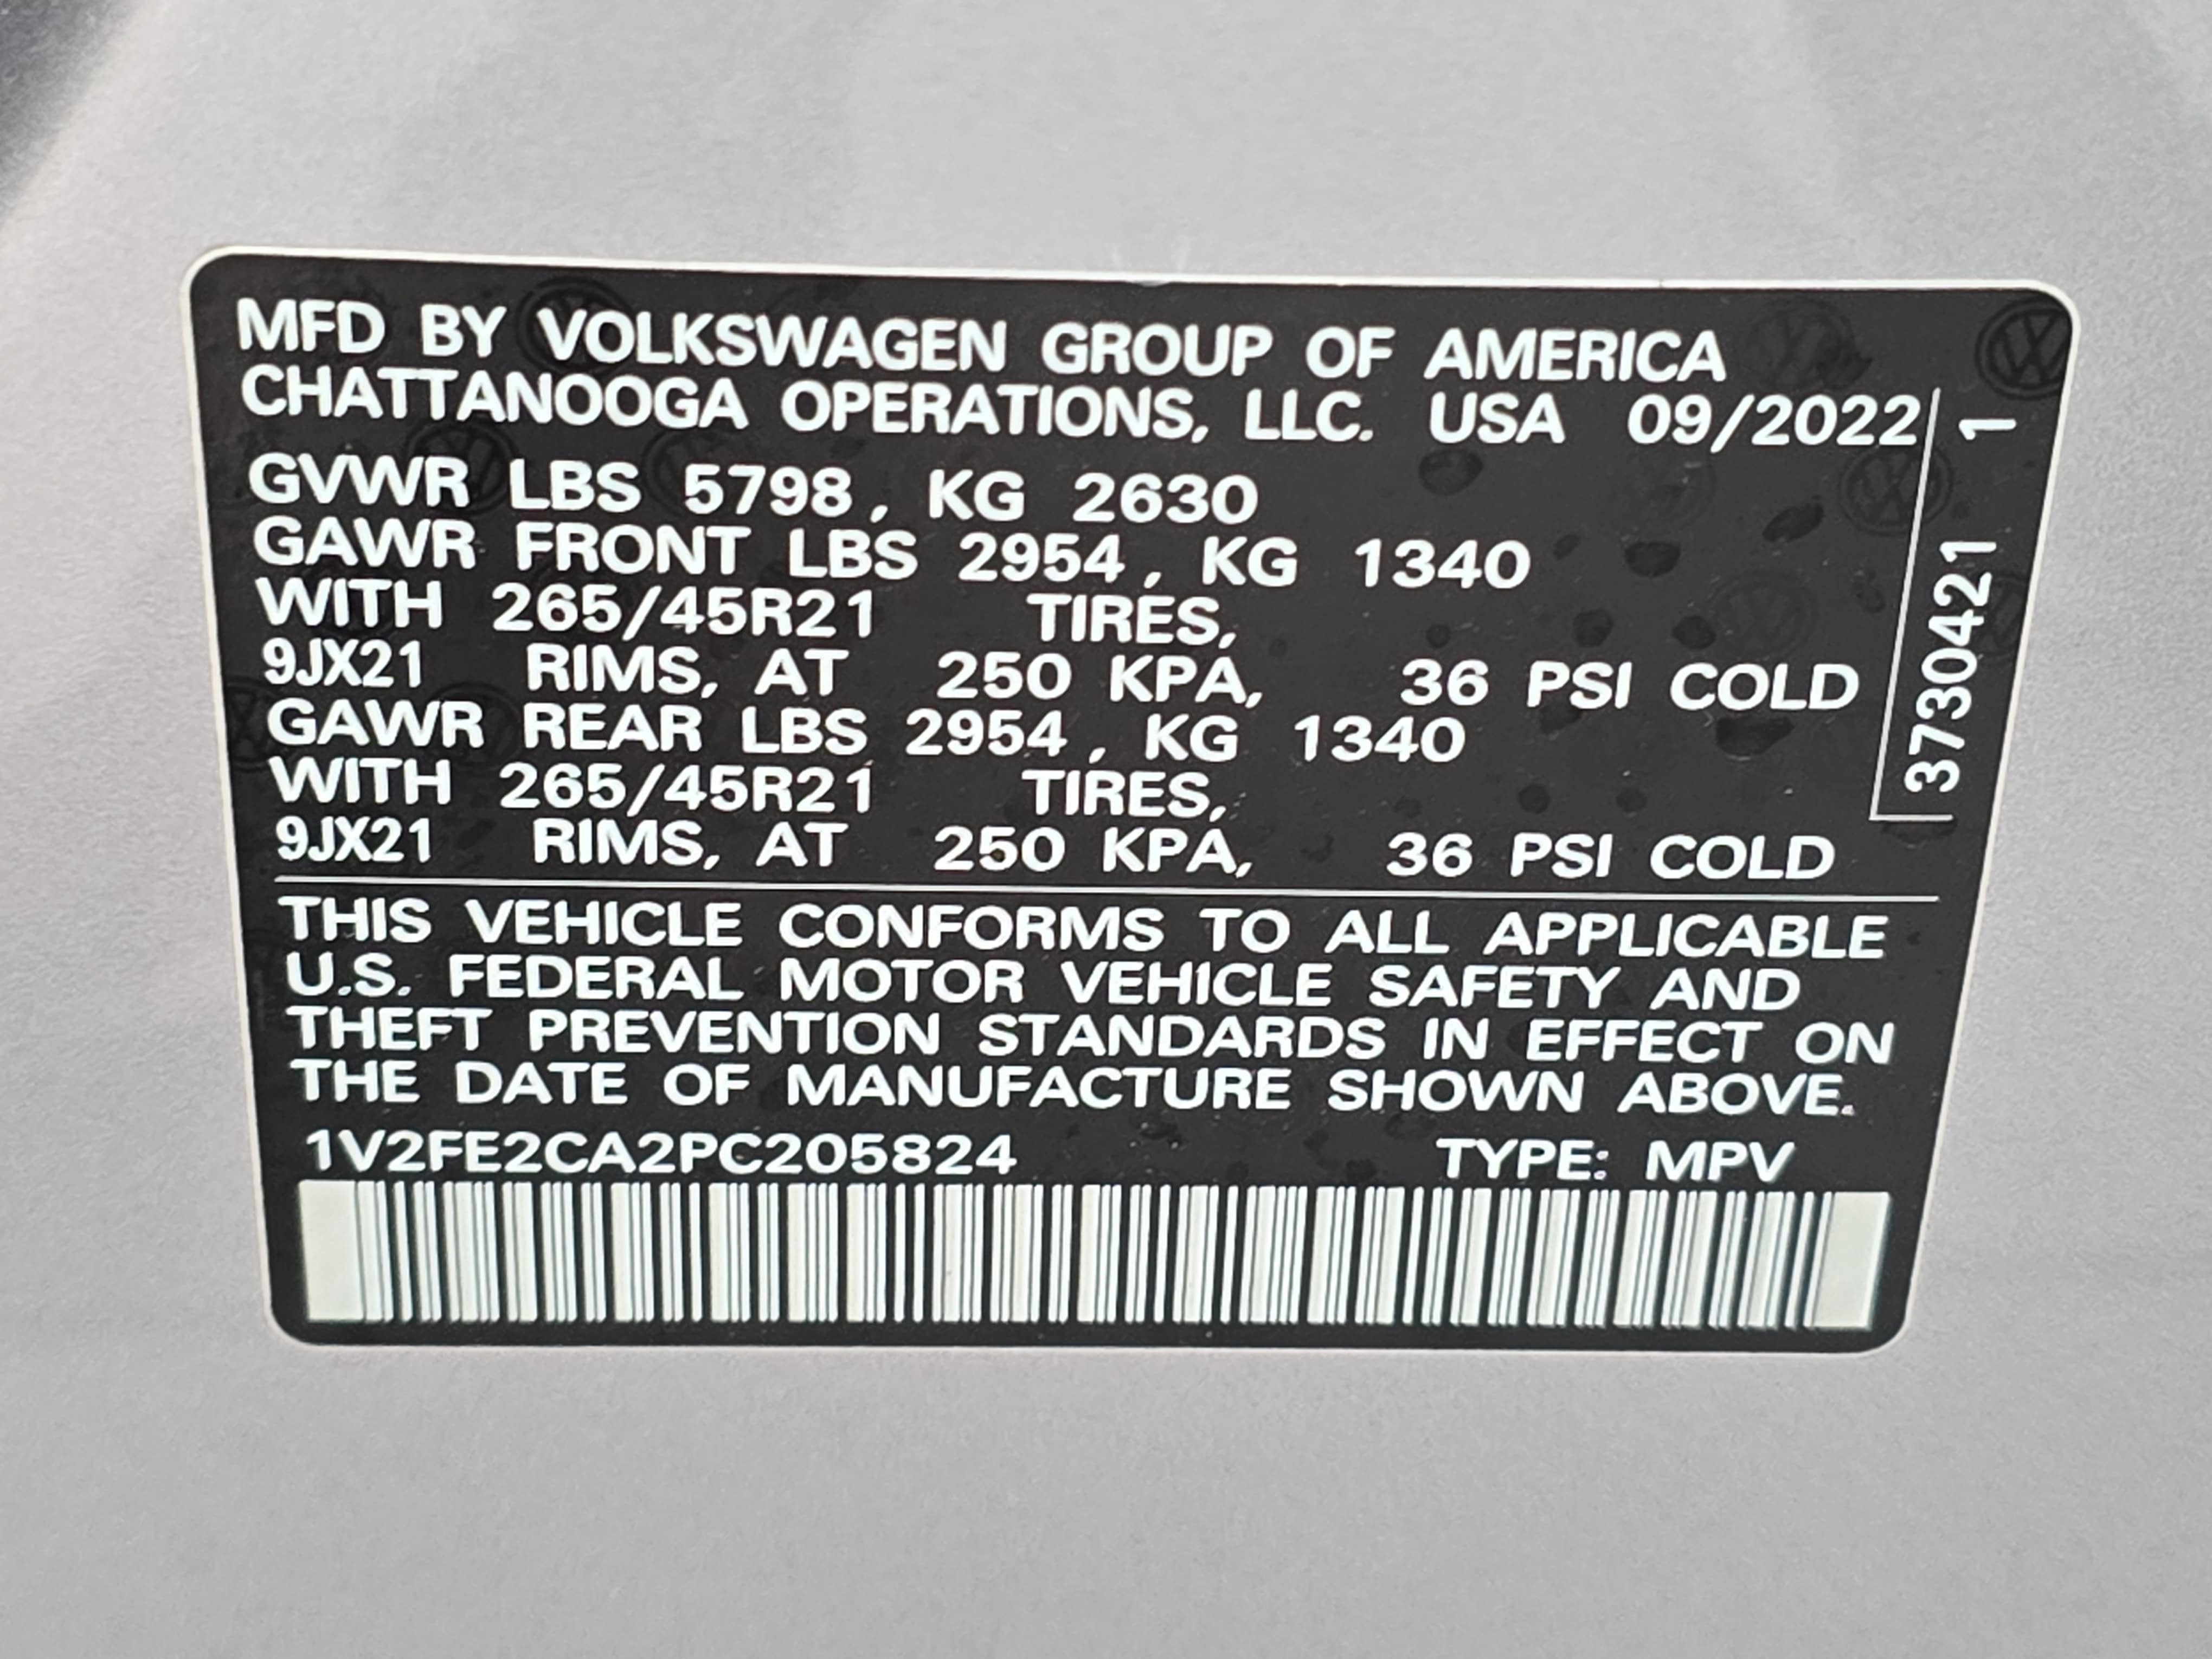 MFD BY VOLKSWAGEN GROUP OF AMERICA
CHATTANOOGA OPERATIONS, LLC. USA 09/2022
GVWR LBS 5798, KG 2630
GAWR FRONT LBS 2954, KG 1340
WITH 265/45R21 TIRES,
9JX21 RIMS, AT 250 KPA, 36 PSI COLD
GAWR REAR LBS 2954, KG 1340
WITH 265/45R21 TIRES,
9JX21 RIMS, AT 250 KPA, 36 PSI COLD
THIS VEHICLE CONFORMS TO ALL APPLICABLE
U.S. FEDERAL MOTOR VEHICLE SAFETY AND
THEFT PREVENTION STANDARDS IN EFFECT ON
THE DATE OF MANUFACTURE SHOWN ABOVE.
1V2FE2CA2PC205824 TYPE: MPV
3730421 1